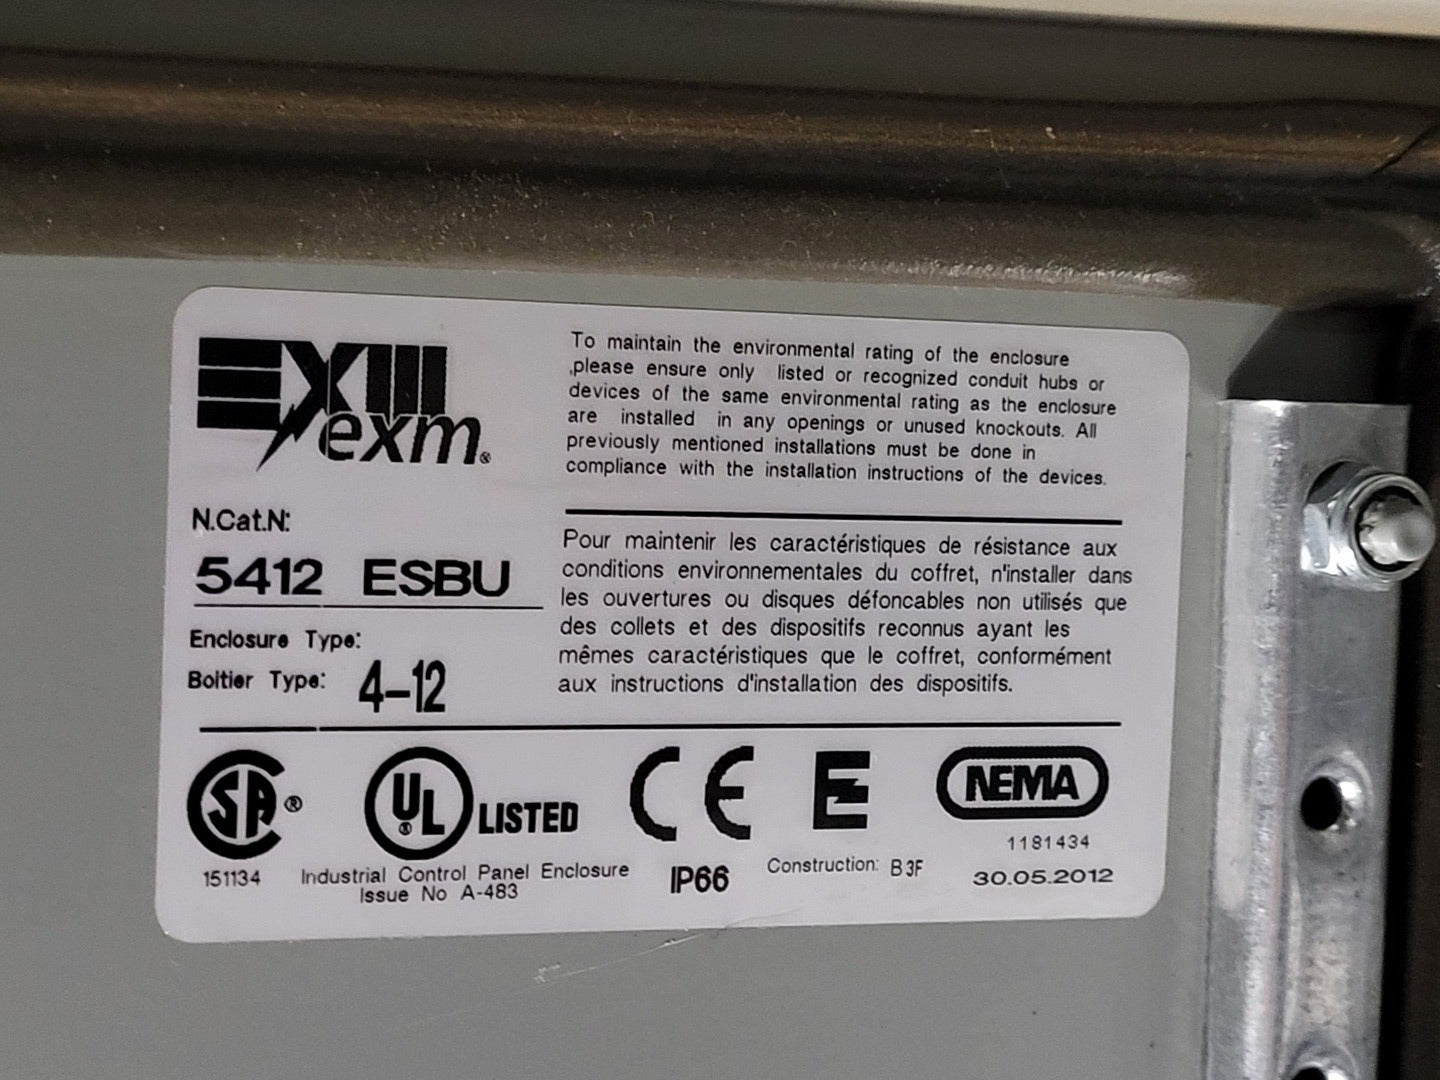 exm®
To maintain the environmental rating of the enclosure
,please ensure only listed or recognized conduit hubs or
devices of the same environmental rating as the enclosure
are installed in any openings or unused knockouts. All
previously mentioned installations must be done in
compliance with the installation instructions of the devices.
N.Cat.N:
5412 ESBU
Enclosure Type:
Boitier Type: 4-12
Pour maintenir les caractéristiques de résistance aux
conditions environnementales du coffret, n'installer dans
les ouvertures ou disques défoncables non utilisés que
des collets et des dispositifs reconnus ayant les
mêmes caractéristiques que le coffret, conformément
aux instructions d'installation des dispositifs.
SA®
151134
UL® LISTED
Industrial Control Panel Enclosure
Issue No A-483
CE
IP66
E
Construction: B3F
NEMA
1181434
30.05.2012